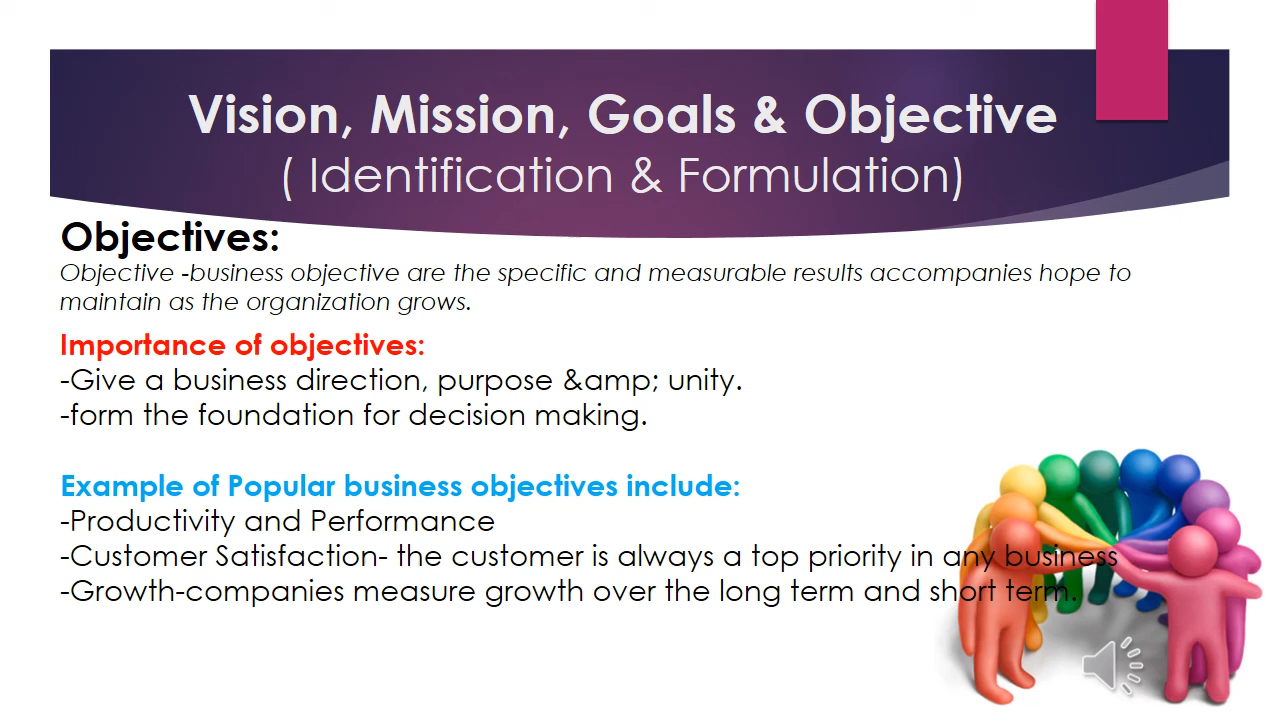 Vision, Mission, Goals & Objective
( Identification & Formulation)
Objectives:
Objective -business objective are the specific and measurable results accompanies hope to
maintain as the organization grows.
Importance of objectives:
-Give a business direction, purpose &amp; unity.
-form the foundation for decision making.
Example of Popular business objectives include:
-Productivity and Performance
-Customer Satisfaction- the customer is always a top priority in any business
-Growth-companies measure growth over the long term and short term.